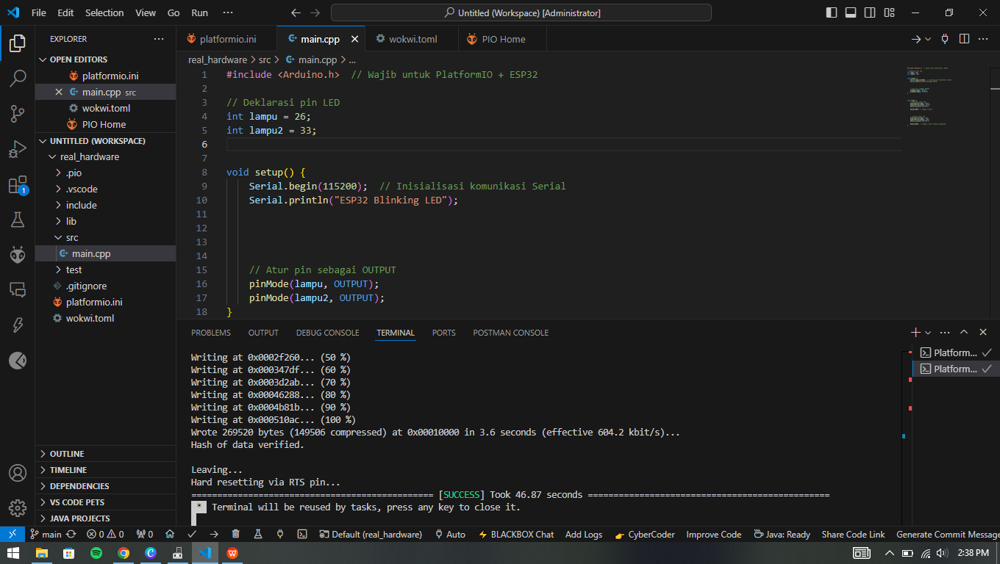 File Edit Selection View Go Run ··· Untitled (Workspace) [Administrator]
EXPLORER ···
OPEN EDITORS
platformio.ini
main.cpp src
wokwi.toml
PIO Home
UNTITLED (WORKSPACE)
real_hardware
.pio
.vscode
include
lib
src
main.cpp
test
.gitignore
platformio.ini
wokwi.toml
OUTLINE
TIMELINE
DEPENDENCIES
VS CODE PETS
JAVA PROJECTS
1
platformio.ini main.cpp wokwi.toml PIO Home
real_hardware > src > main.cpp > ...
1 #include <Arduino.h>  // Wajib untuk PlatformIO + ESP32
2
3 // Deklarasi pin LED
4 int lampu = 26;
5 int lampu2 = 33;
6
7
8 void setup() {
9     Serial.begin(115200);  // Inisialisasi komunikasi Serial
10     Serial.println("ESP32 Blinking LED");
11
12
13
14
15     // Atur pin sebagai OUTPUT
16     pinMode(lampu, OUTPUT);
17     pinMode(lampu2, OUTPUT);
18 }
PROBLEMS OUTPUT DEBUG CONSOLE TERMINAL PORTS POSTMAN CONSOLE
Writing at 0x0002f260... (50 %)
Writing at 0x000347df... (60 %)
Writing at 0x0003d2ab... (70 %)
Writing at 0x00046288... (80 %)
Writing at 0x0004b81b... (90 %)
Writing at 0x000510ac... (100 %)
Wrote 269520 bytes (149506 compressed) at 0x00010000 in 3.6 seconds (effective 604.2 kbit/s)...
Hash of data verified.
Leaving...
Hard resetting via RTS pin...
=============================================== [SUCCESS] Took 46.87 seconds ===============================================
* Terminal will be reused by tasks, press any key to close it.
Platform...
Platform...
main 0 0 0 Default (real_hardware) Auto BLACKBOX Chat Add Logs CyberCoder Improve Code Java: Ready Share Code Link Generate Commit Message
2:38 PM